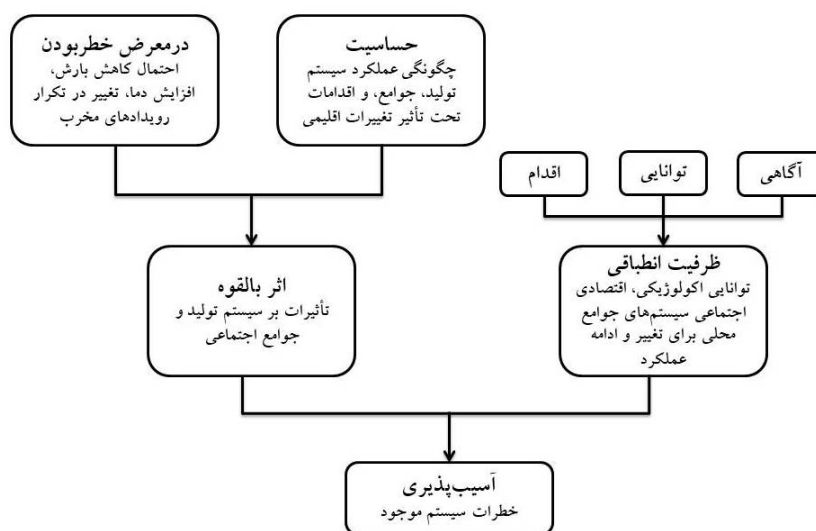 حساسیت
چگونگی عملکرد سیستم
تولید، جوامع، و اقدامات
تحت تأثیر تغییرات اقلیمی
درمعرض خطربودن
احتمال کاهش بارش،
افزایش دما، تغییر در تکرار
رویدادهای مخرب
آگاهی
توانایی
اقدام
ظرفیت انطباقی
توانایی اکولوژیکی، اقتصادی
اجتماعی سیستم‌های جوامع
محلی برای تغییر و ادامه
عملکرد
اثر بالقوه
تأثیرات بر سیستم تولید و
جوامع اجتماعی
آسیب‌پذیری
خطرات سیستم موجود